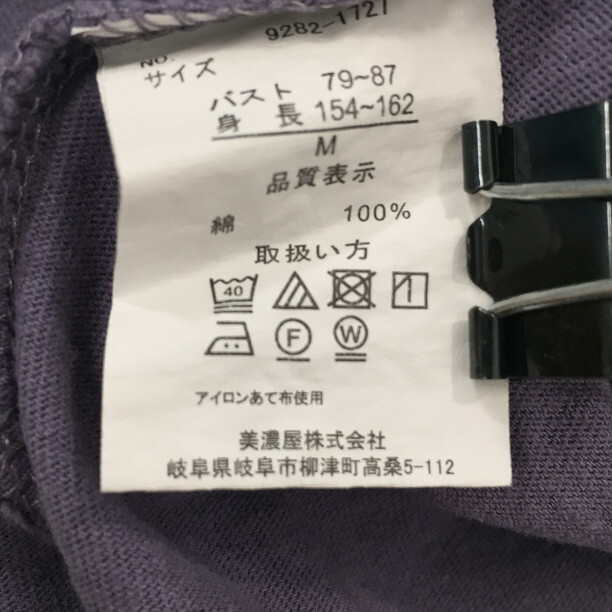 NO. 9282-1727
サイズ
バスト 79~87
身 長 154~162
M
品質表示
綿 100%
取扱い方
40
F W
アイロンあて布使用
美濃屋株式会社
岐阜県岐阜市柳津町高桑5-112